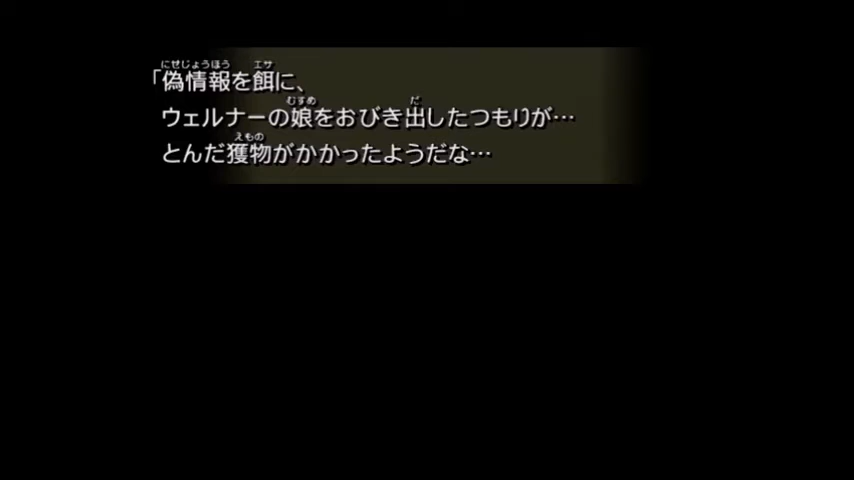 「偽情報を餌に、
ウェルナーの娘をおびき出したつもりが…
とんだ獲物がかかったようだな…